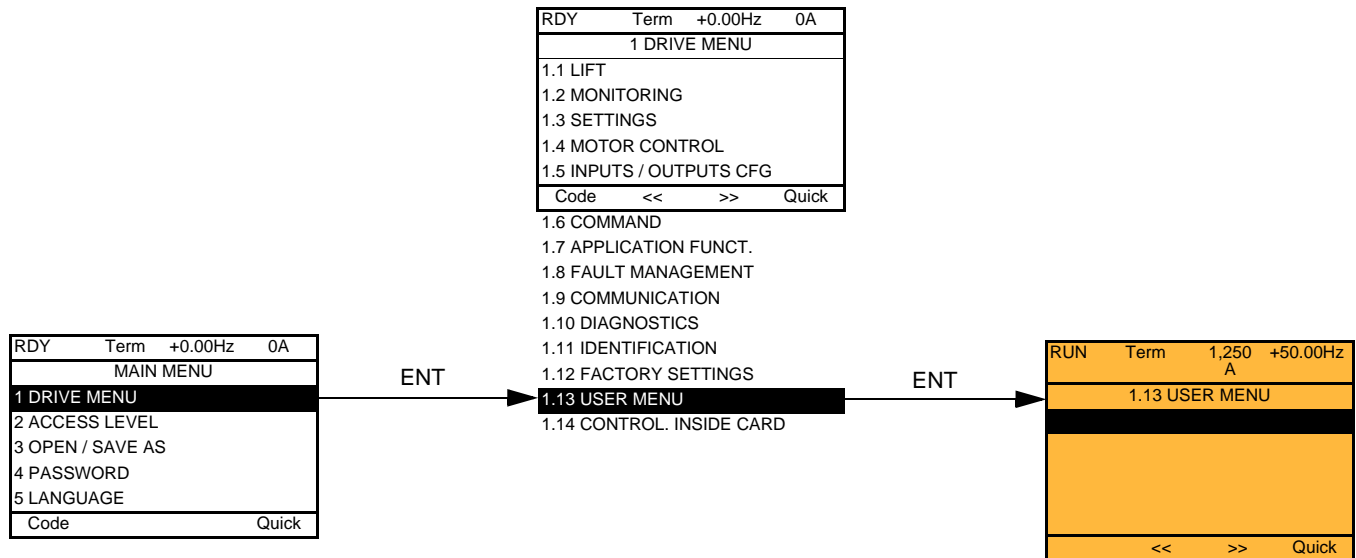 RDY Term +0.00Hz 0A
1 DRIVE MENU
1.1 LIFT
1.2 MONITORING
1.3 SETTINGS
1.4 MOTOR CONTROL
1.5 INPUTS / OUTPUTS CFG
Code << >> Quick
1.6 COMMAND
1.7 APPLICATION FUNCT.
1.8 FAULT MANAGEMENT
1.9 COMMUNICATION
1.10 DIAGNOSTICS
1.11 IDENTIFICATION
1.12 FACTORY SETTINGS
1.13 USER MENU
1.14 CONTROL. INSIDE CARD
RDY Term +0.00Hz 0A
MAIN MENU
1 DRIVE MENU
2 ACCESS LEVEL
3 OPEN / SAVE AS
4 PASSWORD
5 LANGUAGE
Code Quick
ENT
ENT
RUN Term 1,250 +50.00Hz
A
1.13 USER MENU
<< >> Quick